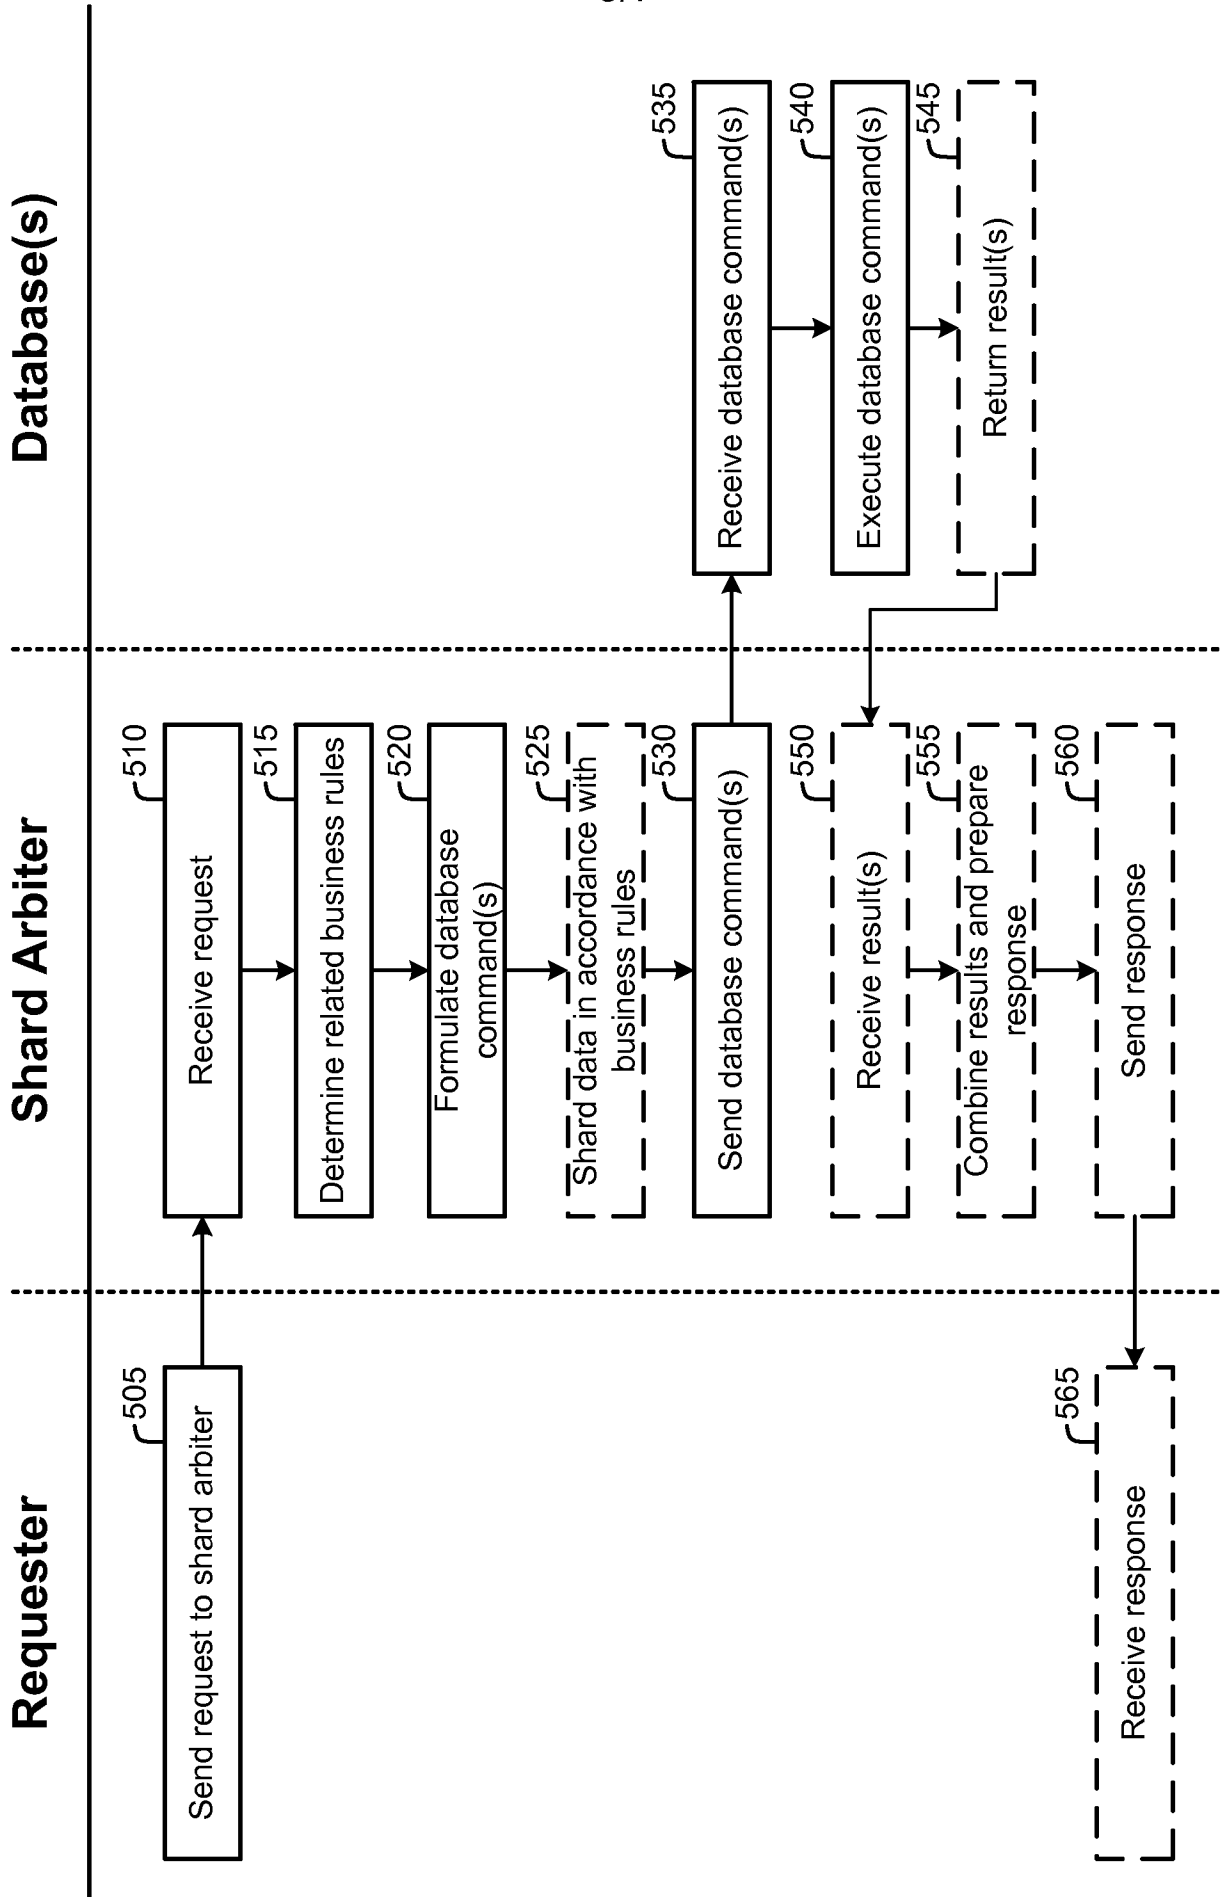 Requester
Shard Arbiter
Database(s)
505
Send request to shard arbiter
510
Receive request
515
Determine related business rules
520
Formulate database
command(s)
525
Shard data in accordance with
business rules
530
Send database command(s)
535
Receive database command(s)
540
Execute database command(s)
545
Return result(s)
550
Receive result(s)
555
Combine results and prepare
response
560
Send response
565
Receive response